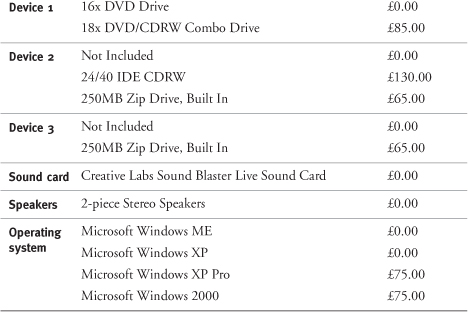 Device 1 16x DVD Drive £0.00
18x DVD/CDRW Combo Drive £85.00
Device 2 Not Included £0.00
24/40 IDE CDRW £130.00
250MB Zip Drive, Built In £65.00
Device 3 Not Included £0.00
250MB Zip Drive, Built In £65.00
Sound card Creative Labs Sound Blaster Live Sound Card £0.00
Speakers 2-piece Stereo Speakers £0.00
Operating Microsoft Windows ME £0.00
system Microsoft Windows XP £0.00
Microsoft Windows XP Pro £75.00
Microsoft Windows 2000 £75.00